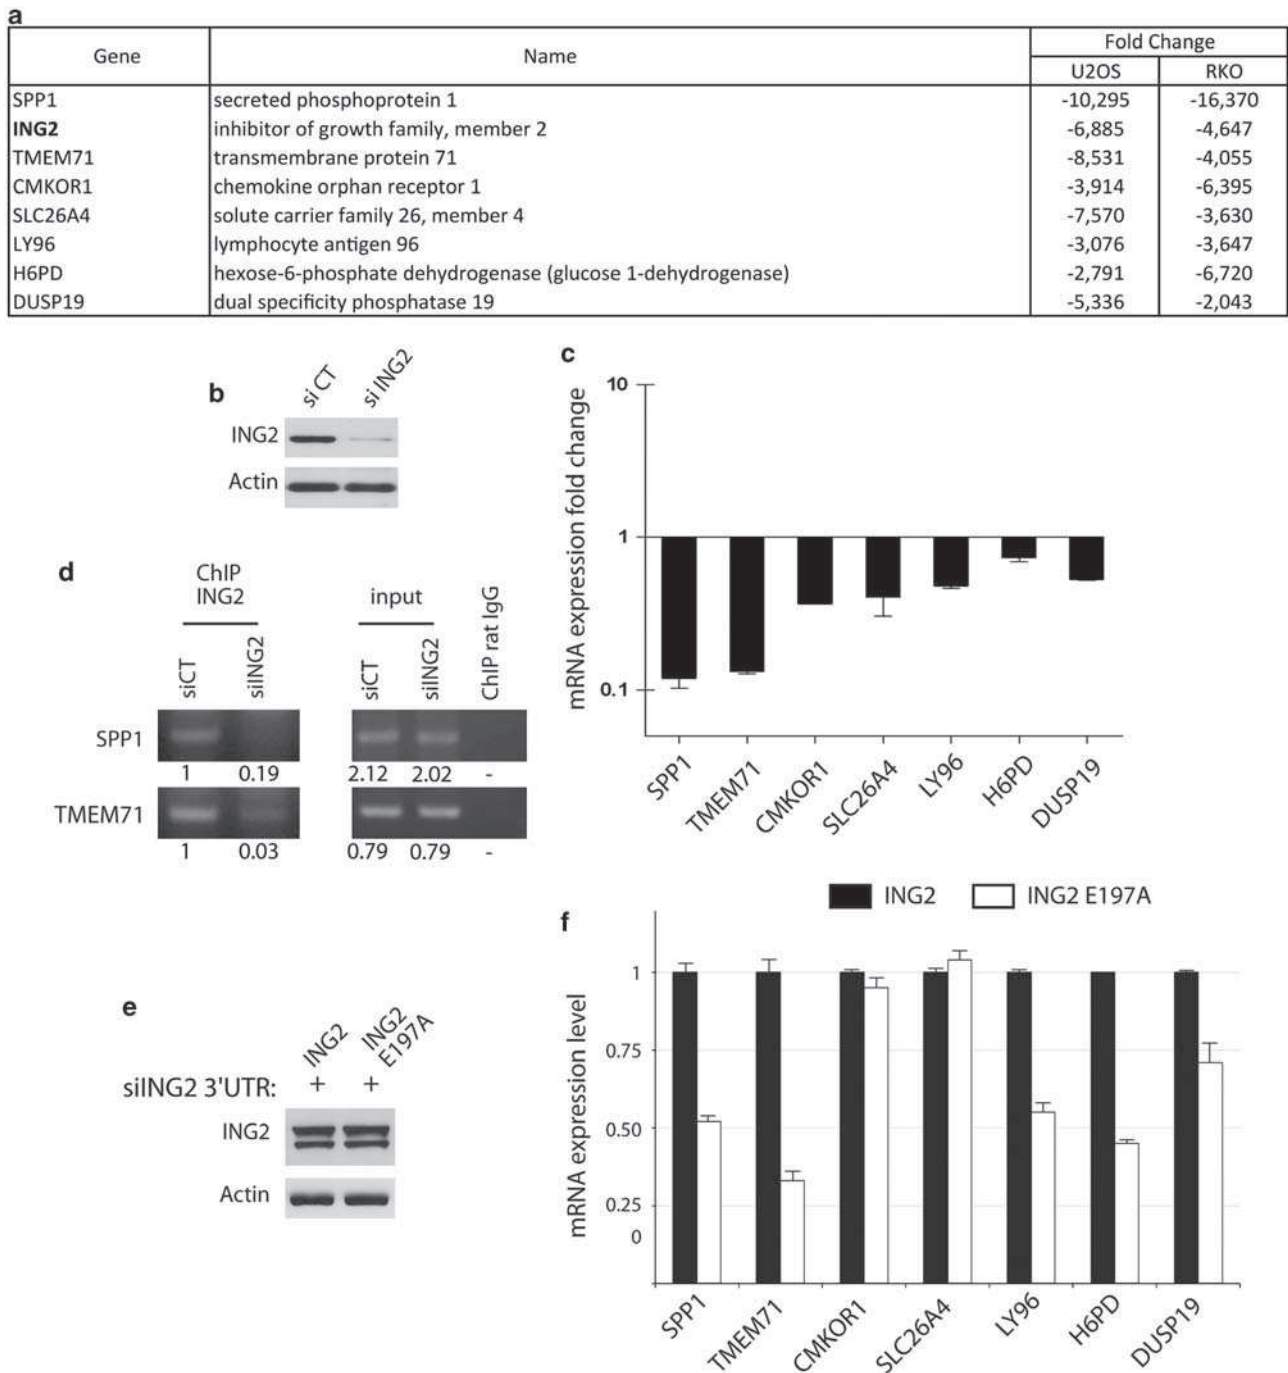 a
Gene Name Fold Change
U2OS RKO
SPP1 secreted phosphoprotein 1 -10,295 -16,370
ING2 inhibitor of growth family, member 2 -6,885 -4,647
TMEM71 transmembrane protein 71 -8,531 -4,055
CMKOR1 chemokine orphan receptor 1 -3,914 -6,395
SLC26A4 solute carrier family 26, member 4 -7,570 -3,630
LY96 lymphocyte antigen 96 -3,076 -3,647
H6PD hexose-6-phosphate dehydrogenase (glucose 1-dehydrogenase) -2,791 -6,720
DUSP19 dual specificity phosphatase 19 -5,336 -2,043
b
si CT si ING2
ING2
Actin
c
mRNA expression fold change
10
1
0.1
SPP1 TMEM71 CMKOR1 SLC26A4 LY96 H6PD DUSP19
d
ChIP
ING2
input
siCT siING2 siCT siING2 ChIP rat IgG
SPP1
1 0.19 2.12 2.02 -
TMEM71
1 0.03 0.79 0.79 -
e
ING2 ING2
E197A
siING2 3'UTR: + +
ING2
Actin
f
ING2 ING2 E197A
mRNA expression level
1
0.75
0.50
0.25
0
SPP1 TMEM71 CMKOR1 SLC26A4 LY96 H6PD DUSP19